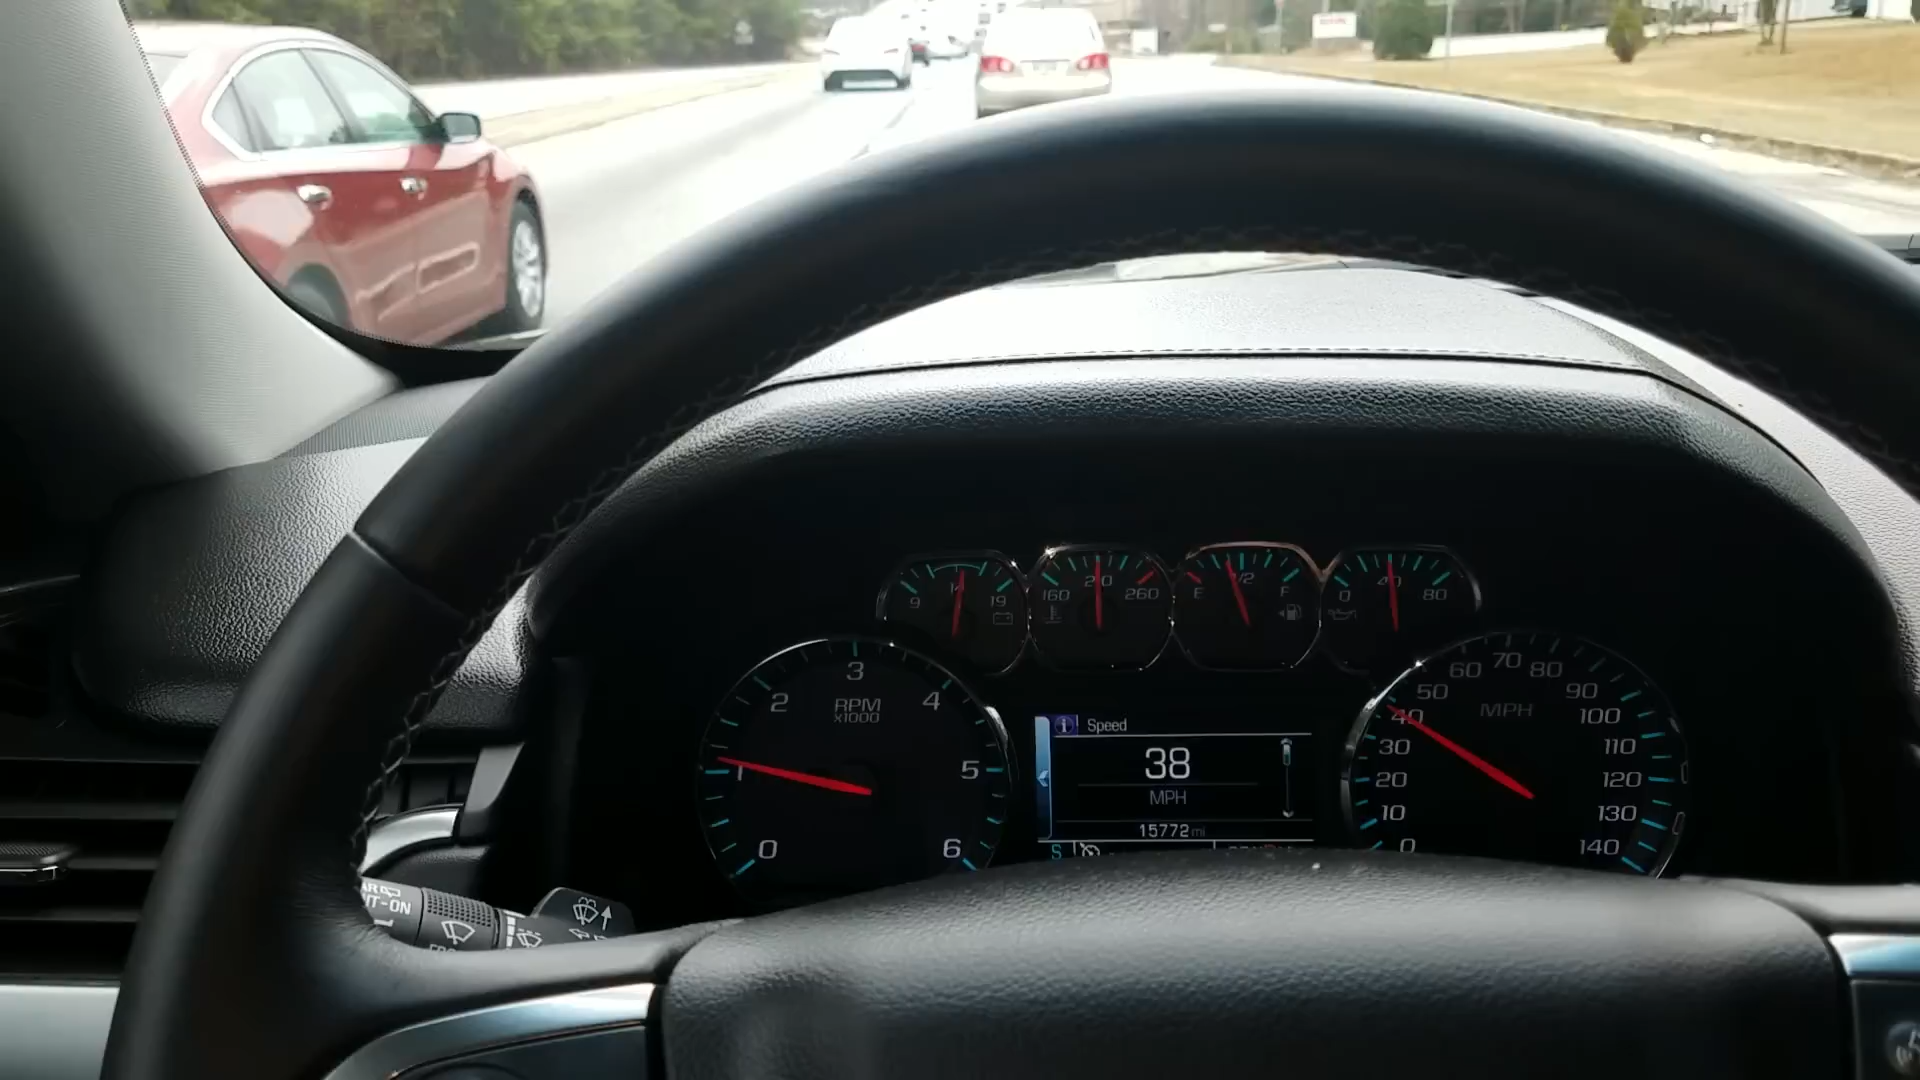 9 14 19
160 210 260
E 1/2 F
0 40 80
0 1 2 3 4 5 6
RPM
x1000
Speed
38
MPH
15772 mi
S
0 10 20 30 40 50 60 70 80 90 100 110 120 130 140
MPH